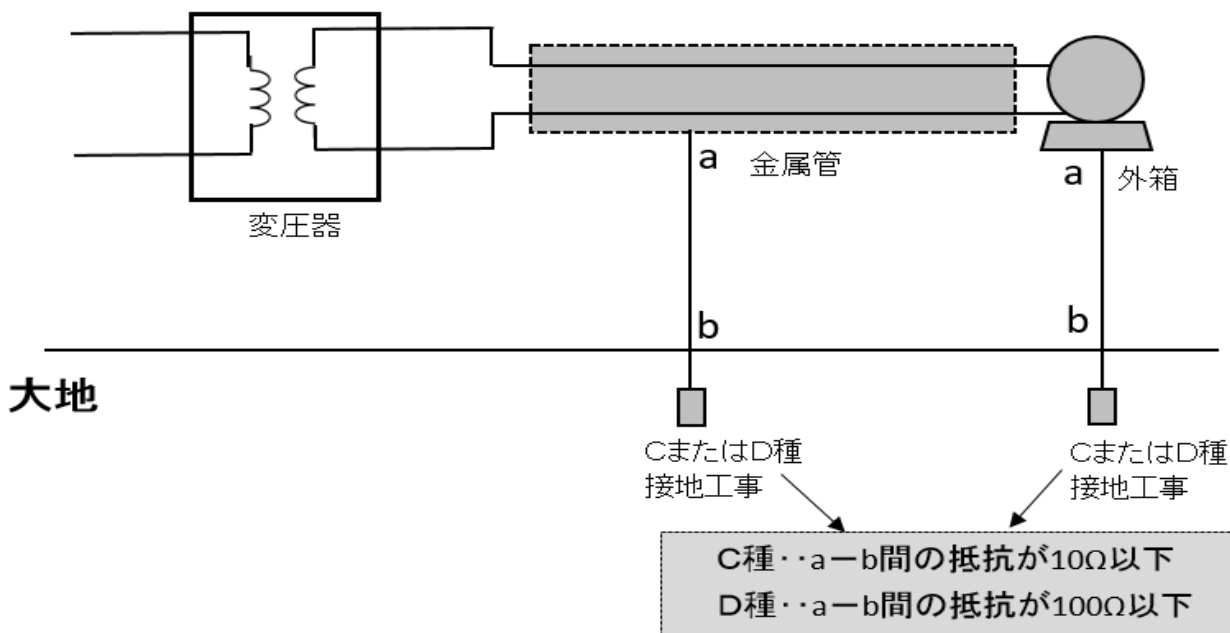 変圧器
a
金属管
a
外箱
b
b
大地
CまたはD種
接地工事
CまたはD種
接地工事
C種‥a－b間の抵抗が10Ω以下
D種‥a－b間の抵抗が100Ω以下